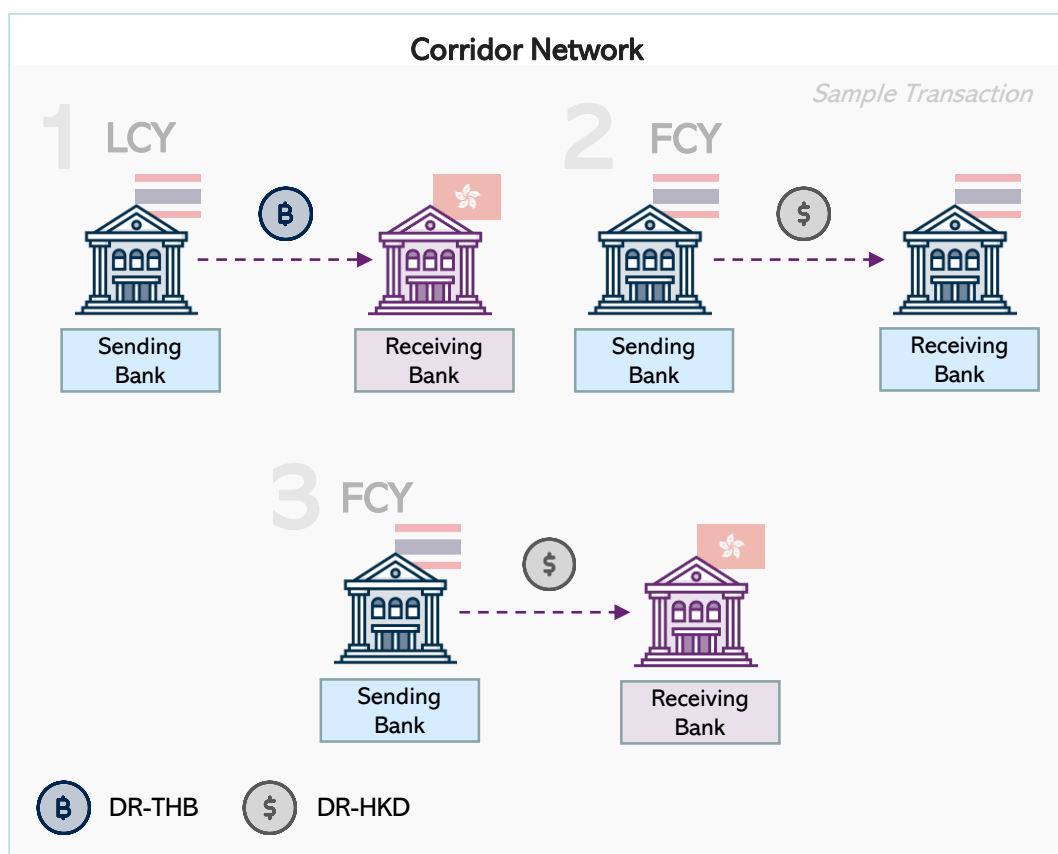 Corridor Network
Sample Transaction
1 LCY
2 FCY
฿
$
Sending
Bank
Receiving
Bank
Sending
Bank
Receiving
Bank
3 FCY
$
Sending
Bank
Receiving
Bank
฿ DR-THB
$ DR-HKD